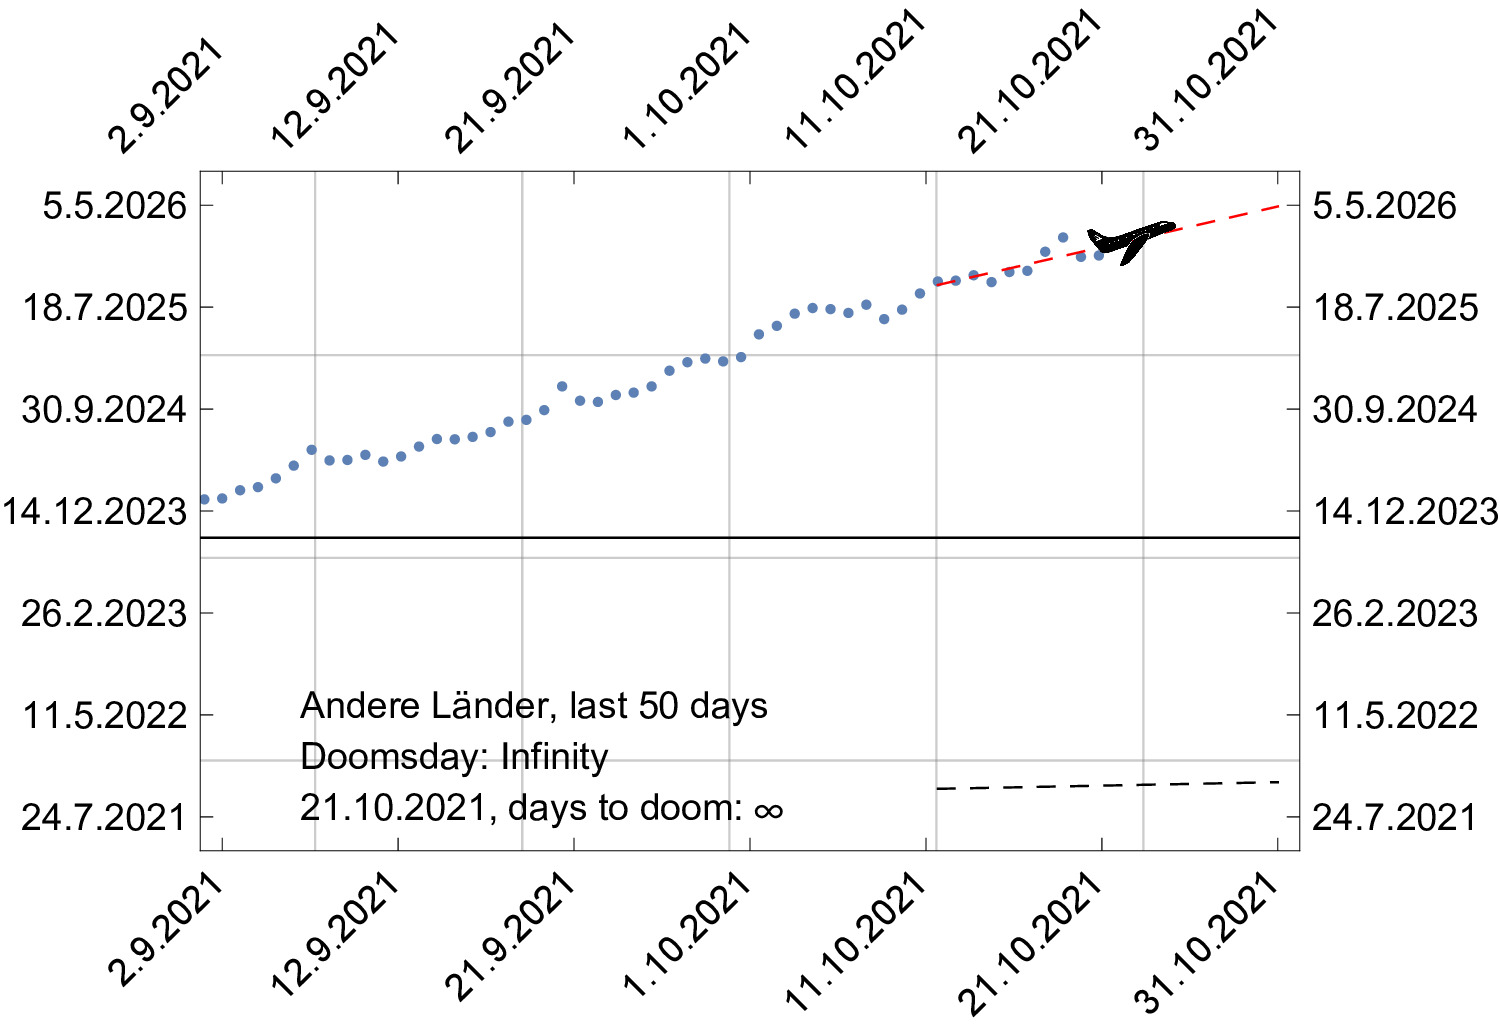 2.9.2021 12.9.2021 21.9.2021 1.10.2021 11.10.2021 21.10.2021 31.10.2021
5.5.2026 5.5.2026
18.7.2025 18.7.2025
30.9.2024 30.9.2024
14.12.2023 14.12.2023
26.2.2023 26.2.2023
Andere Länder, last 50 days
11.5.2022 11.5.2022
Doomsday: Infinity
21.10.2021, days to doom: ∞
24.7.2021 24.7.2021
2.9.2021 12.9.2021 21.9.2021 1.10.2021 11.10.2021 21.10.2021 31.10.2021